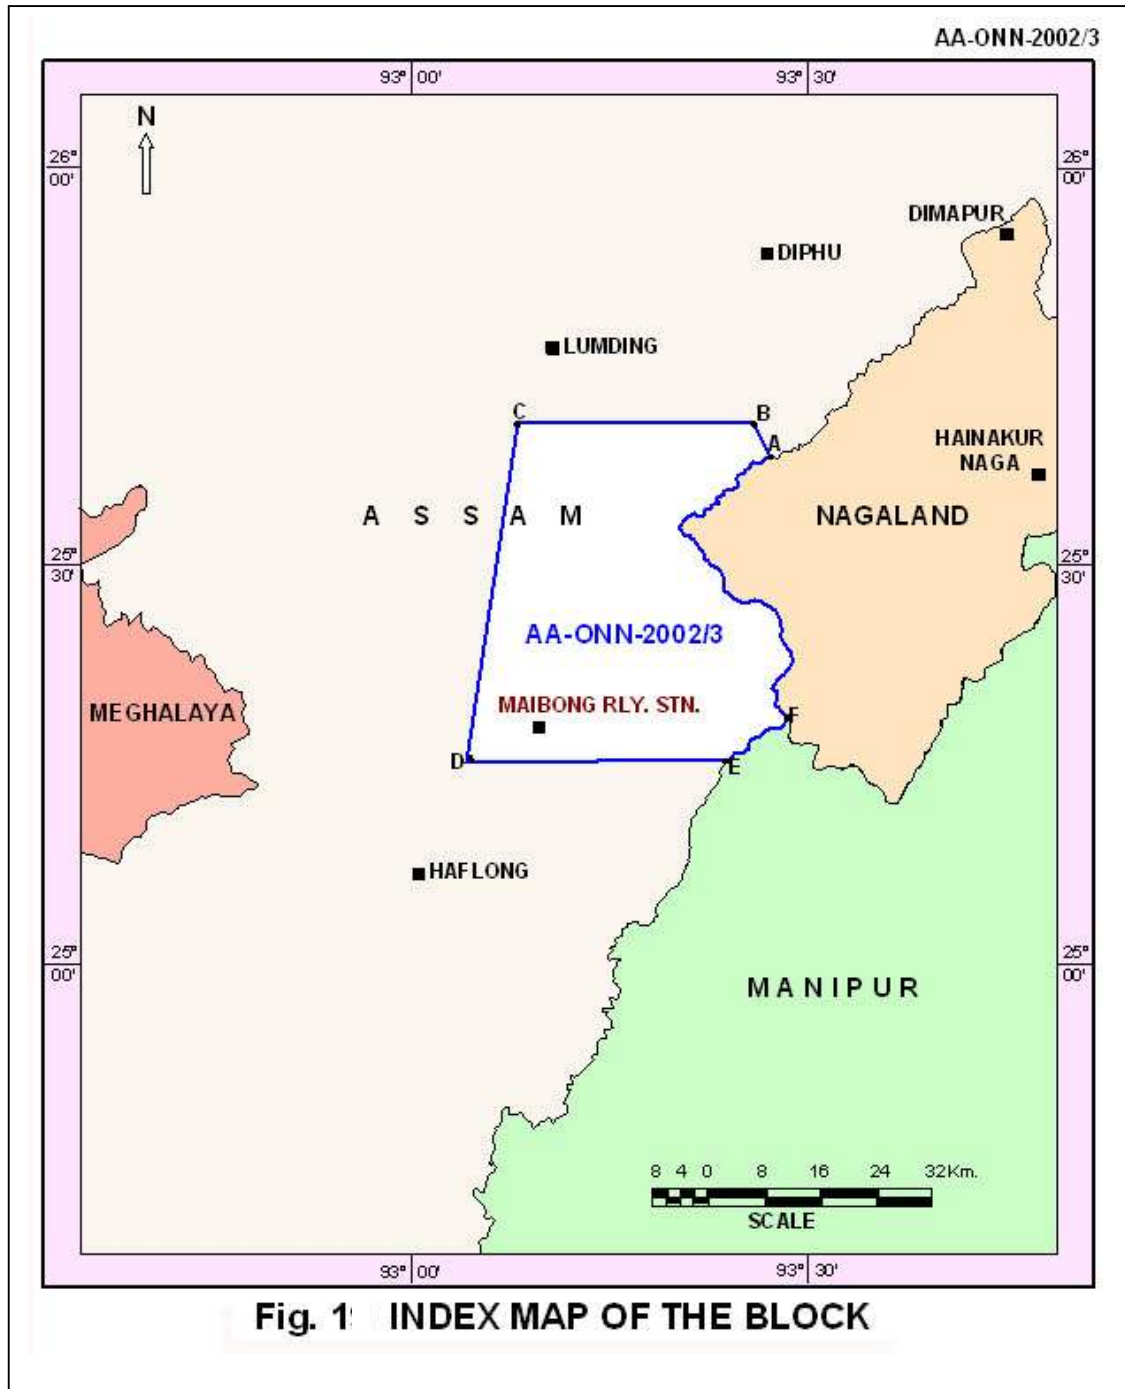 AA-ONN-2002/3
93° 00' 93° 30'
N
26° 26°
00' 00'
DIMAPUR
DIPHU
LUMDING
C B
A
HAINAKUR
NAGA
A S S A M
NAGALAND
25° 25°
30' 30'
AA-ONN-2002/3
MAIBONG RLY. STN.
MEGHALAYA
F
D E
HAFLONG
25° 25°
00' 00'
MANIPUR
8 4 0 8 16 24 32Km.
SCALE
93° 00' 93° 30'
Fig. INDEX MAP OF THE BLOCK